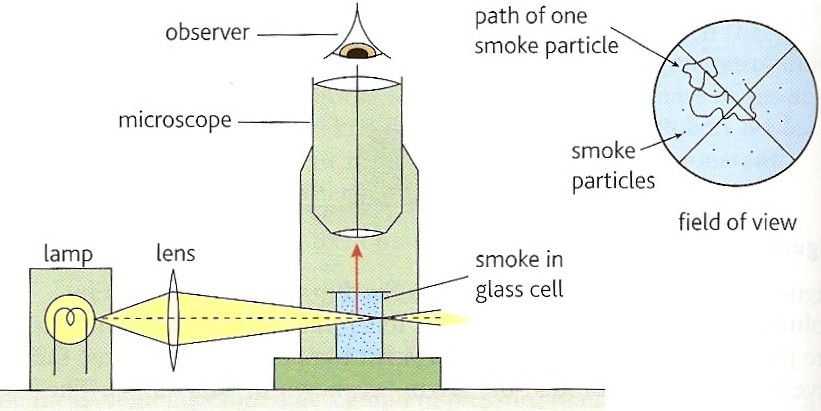 observer
microscope
lamp
lens
smoke in
glass cell
path of one
smoke particle
smoke
particles
field of view